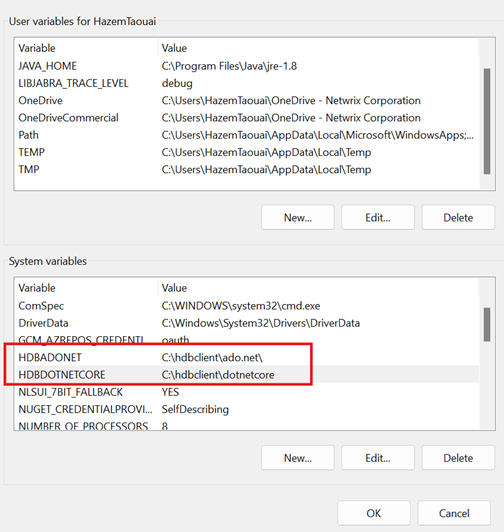 User variables for HazemTaouai
Variable Value
JAVA_HOME C:\Program Files\Java\jre-1.8
LIBJABRA_TRACE_LEVEL debug
OneDrive C:\Users\HazemTaouai\OneDrive - Netwrix Corporation
OneDriveCommercial C:\Users\HazemTaouai\OneDrive - Netwrix Corporation
Path C:\Users\HazemTaouai\AppData\Local\Microsoft\WindowsApps;...
TEMP C:\Users\HazemTaouai\AppData\Local\Temp
TMP C:\Users\HazemTaouai\AppData\Local\Temp
New... Edit... Delete
System variables
Variable Value
ComSpec C:\WINDOWS\system32\cmd.exe
DriverData C:\Windows\System32\Drivers\DriverData
GCM_AZREPOS_CREDENTI... oauth
HDBADONET C:\hdbclient\ado.net\
HDBDOTNETCORE C:\hdbclient\dotnetcore
NLSUI_7BIT_FALLBACK YES
NUGET_CREDENTIALPROVI... SelfDescribing
NUMBER_OF_PROCESSORS 8
New... Edit... Delete
OK Cancel